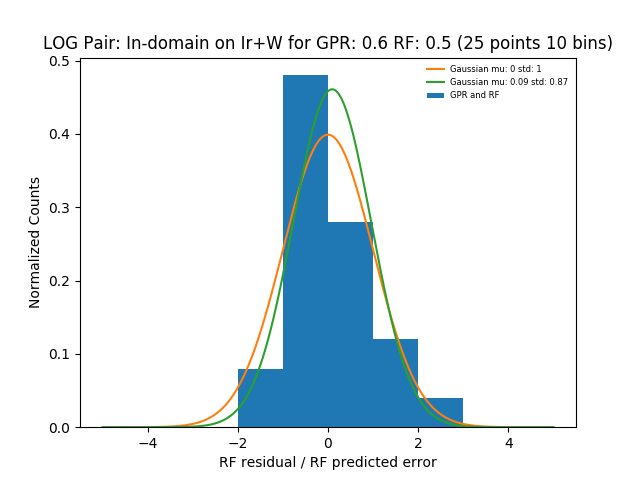 LOG Pair: In-domain on Ir+W for GPR: 0.6 RF: 0.5 (25 points 10 bins)
Gaussian mu: 0 std: 1
Gaussian mu: 0.09 std: 0.87
GPR and RF
Normalized Counts
0.5
0.4
0.3
0.2
0.1
0.0
−4 −2 0 2 4
RF residual / RF predicted error